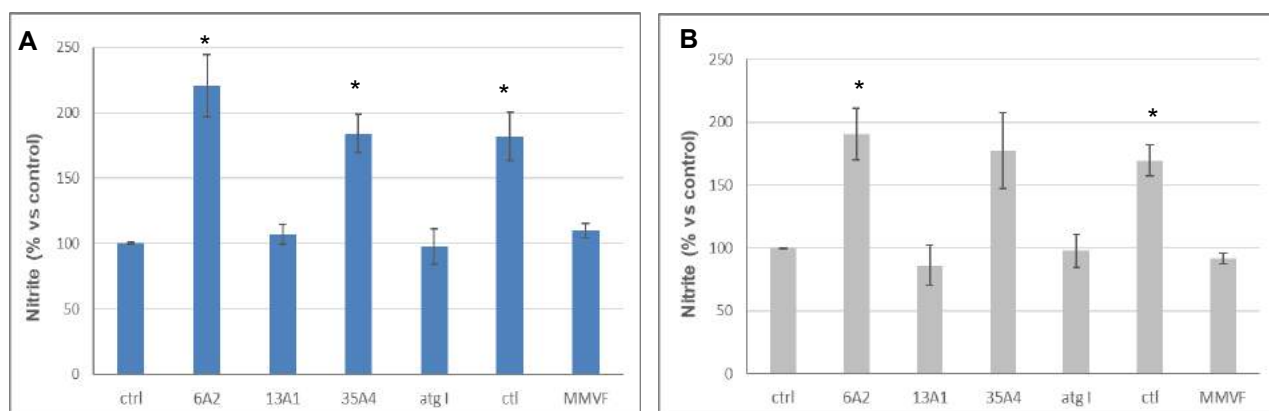 A
*
*
*
250
200
150
100
50
0
Nitrite (% vs control)
ctrl 6A2 13A1 35A4 atg I ctl MMVF
B
*
*
250
200
150
100
50
0
Nitrite (% vs control)
ctrl 6A2 13A1 35A4 atg I ctl MMVF